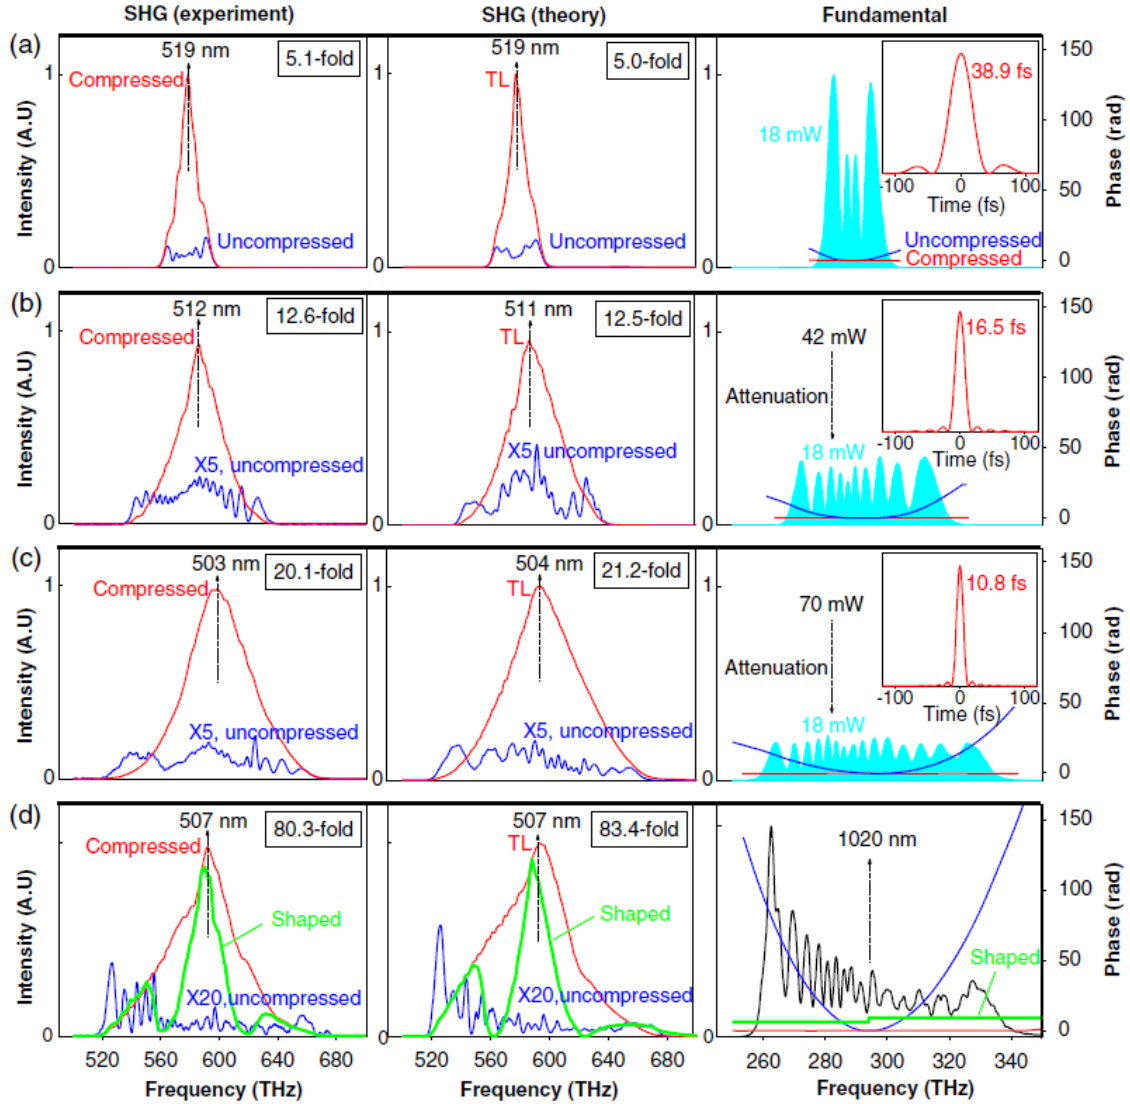 SHG (experiment) SHG (theory) Fundamental
(a)
Intensity (A.U)
1
0
519 nm
5.1-fold
Compressed
Uncompressed
1
0
519 nm
5.0-fold
TL
Uncompressed
0
18 mW
38.9 fs
-100 0 100
Time (fs)
Uncompressed
Compressed
150
100
50
0
Phase (rad)
(b)
Intensity (A.U)
1
0
512 nm
12.6-fold
Compressed
X5, uncompressed
1
0
511 nm
12.5-fold
TL
X5, uncompressed
0
42 mW
Attenuation
18 mW
16.5 fs
-100 0 100
Time (fs)
150
100
50
0
Phase (rad)
(c)
Intensity (A.U)
1
0
503 nm
20.1-fold
Compressed
X5, uncompressed
1
0
504 nm
21.2-fold
TL
X5, uncompressed
0
70 mW
Attenuation
18 mW
10.8 fs
-100 0 100
Time (fs)
150
100
50
0
Phase (rad)
(d)
Intensity (A.U)
1
0
507 nm
80.3-fold
Compressed
Shaped
X20,uncompressed
520 560 600 640 680
Frequency (THz)
1
0
507 nm
83.4-fold
TL
Shaped
X20,uncompressed
520 560 600 640 680
Frequency (THz)
0
1020 nm
Shaped
260 280 300 320 340
Frequency (THz)
150
100
50
0
Phase (rad)